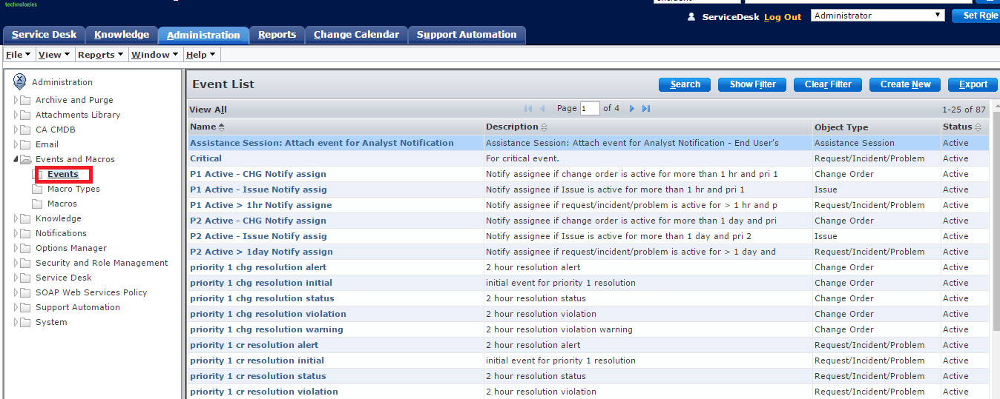 technologies
ServiceDesk Log Out Administrator Set Role
Service Desk Knowledge Administration Reports Change Calendar Support Automation
File View Reports Window Help
Administration
Archive and Purge
Attachments Library
CA CMDB
Email
Events and Macros
Events
Macro Types
Macros
Knowledge
Notifications
Options Manager
Security and Role Management
Service Desk
SOAP Web Services Policy
Support Automation
System
Event List Search Show Filter Clear Filter Create New Export
View All Page 1 of 4 1-25 of 87
Name Description Object Type Status
Assistance Session: Attach event for Analyst Notification Assistance Session: Attach event for Analyst Notification - End User's Assistance Session Active
Critical For critical event. Request/Incident/Problem Active
P1 Active - CHG Notify assign Notify assignee if change order is active for more than 1 hr and pri 1 Change Order Active
P1 Active - Issue Notify assig Notify assignee if Issue is active for more than 1 hr and pri 1 Issue Active
P1 Active > 1hr Notify assigne Notify assignee if request/incident/problem is active for > 1 hr and p Request/Incident/Problem Active
P2 Active - CHG Notify assign Notify assignee if change order is active for more than 1 day and pri Change Order Active
P2 Active - Issue Notify assig Notify assignee if Issue is active for more than 1 day and pri 2 Issue Active
P2 Active > 1day Notify assign Notify assignee if request/incident/problem is active for > 1 day and Request/Incident/Problem Active
priority 1 chg resolution alert 2 hour resolution alert Change Order Active
priority 1 chg resolution initial initial event for priority 1 resolution Change Order Active
priority 1 chg resolution status 2 hour resolution status Change Order Active
priority 1 chg resolution violation 2 hour resolution violation Change Order Active
priority 1 chg resolution warning 2 hour resolution violation warning Change Order Active
priority 1 cr resolution alert 2 hour resolution alert Request/Incident/Problem Active
priority 1 cr resolution initial initial event for priority 1 resolution Request/Incident/Problem Active
priority 1 cr resolution status 2 hour resolution status Request/Incident/Problem Active
priority 1 cr resolution violation 2 hour resolution violation Request/Incident/Problem Active